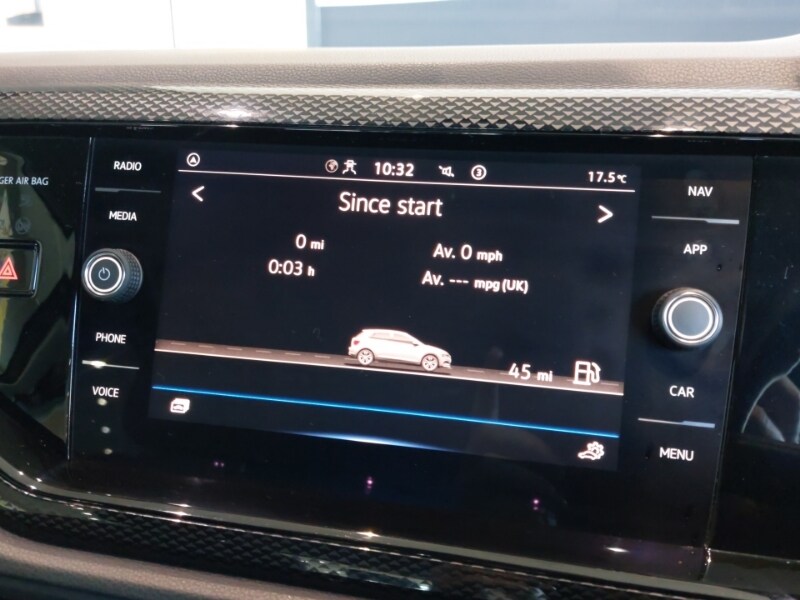 GER AIR BAG
RADIO
MEDIA
PHONE
VOICE
10:32
3
17.5°C
<
Since start
>
0 mi
Av. 0 mph
0:03 h
Av. --- mpg (UK)
45 mi
NAV
APP
CAR
MENU